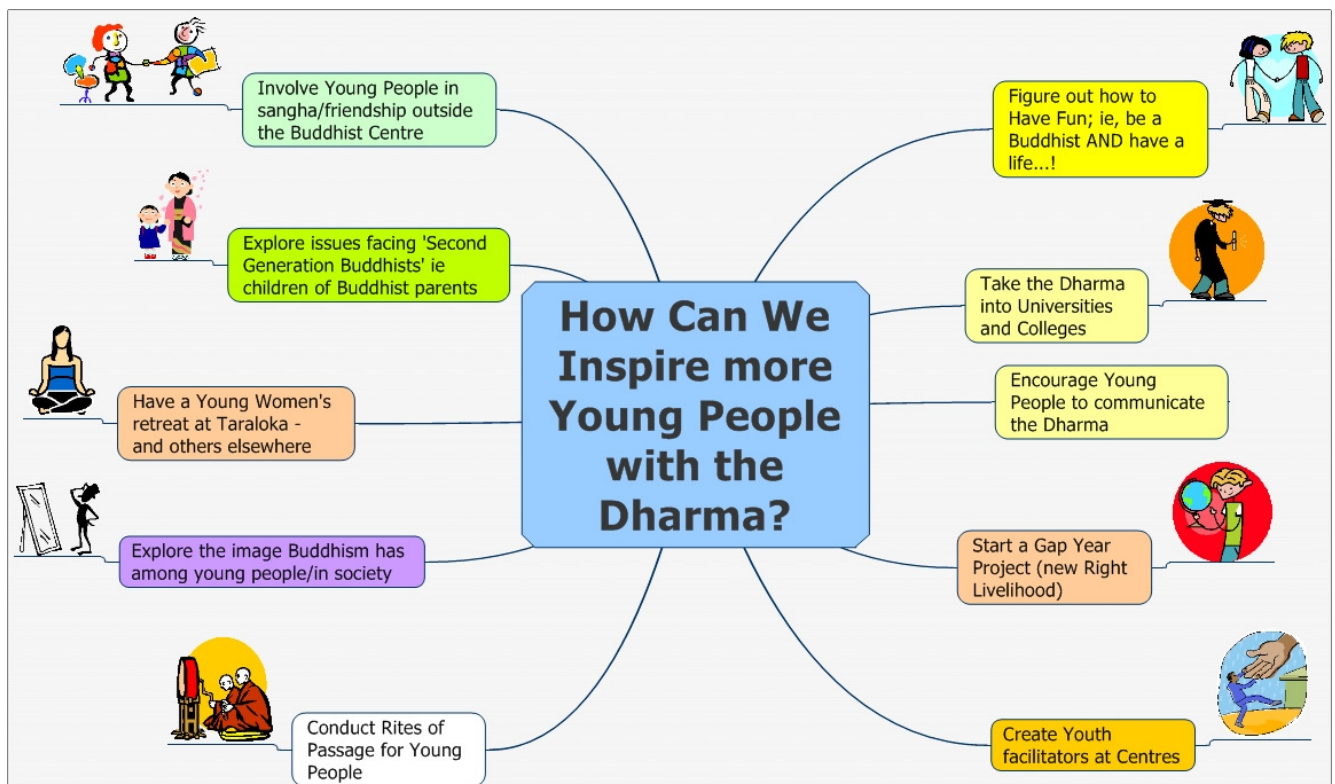 How Can We
Inspire more
Young People
with the
Dharma?
Figure out how to
Have Fun; ie, be a
Buddhist AND have a
life...!
Take the Dharma
into Universities
and Colleges
Encourage Young
People to communicate
the Dharma
Start a Gap Year
Project (new Right
Livelihood)
Create Youth
facilitators at Centres
Conduct Rites of
Passage for Young
People
Explore the image Buddhism has
among young people/in society
Have a Young Women's
retreat at Taraloka -
and others elsewhere
Explore issues facing 'Second
Generation Buddhists' ie
children of Buddhist parents
Involve Young People in
sangha/friendship outside
the Buddhist Centre